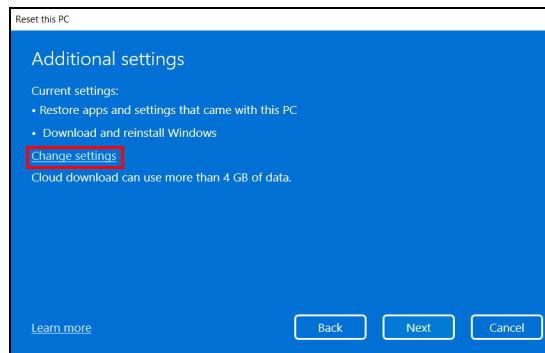 Reset this PC
Additional settings
Current settings:
• Restore apps and settings that came with this PC
• Download and reinstall Windows
Change settings
Cloud download can use more than 4 GB of data.
Learn more
Back
Next
Cancel